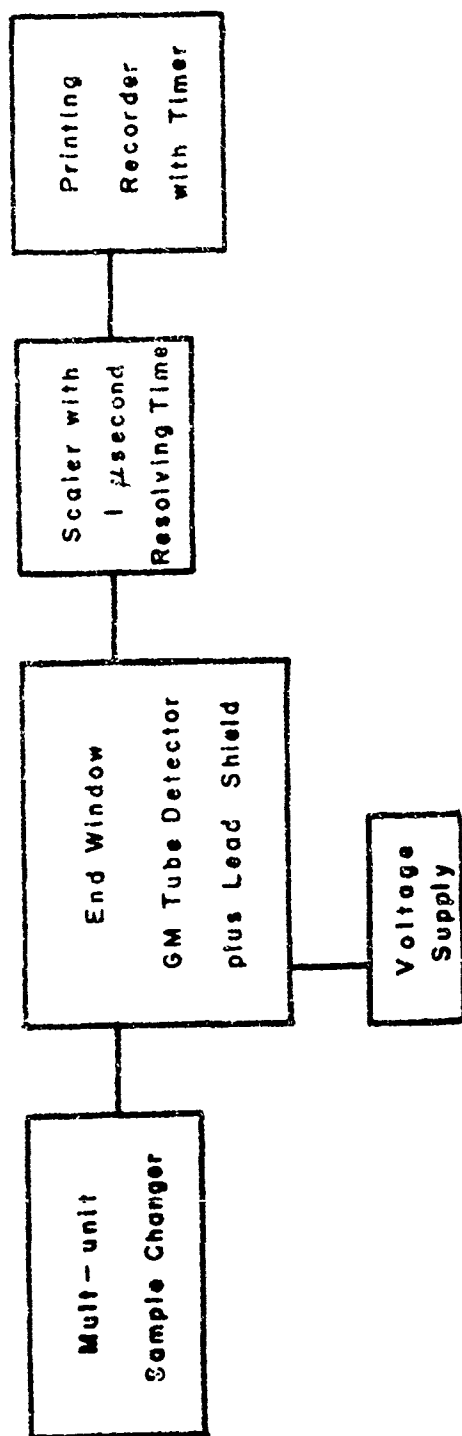 Mult-unit
Sample Changer
End Window
GM Tube Detector
plus Lead Shield
Voltage
Supply
Scaler with
1 μsecond
Resolving Time
Printing
Recorder
with Timer